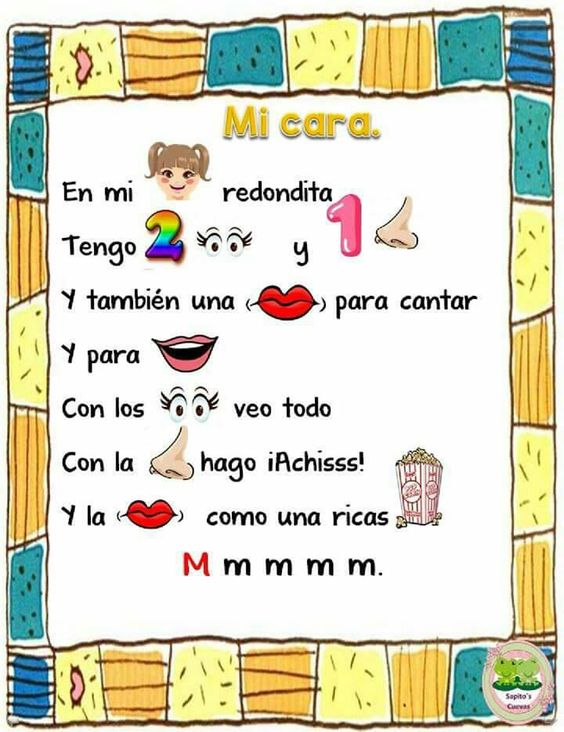 Mi cara.
En mi redondita
Tengo 2 y 1
Y también una para cantar
Y para
Con los veo todo
Con la hago ¡Achisss!
Y la como una ricas
M m m m m.
Sapito's
Cuevas